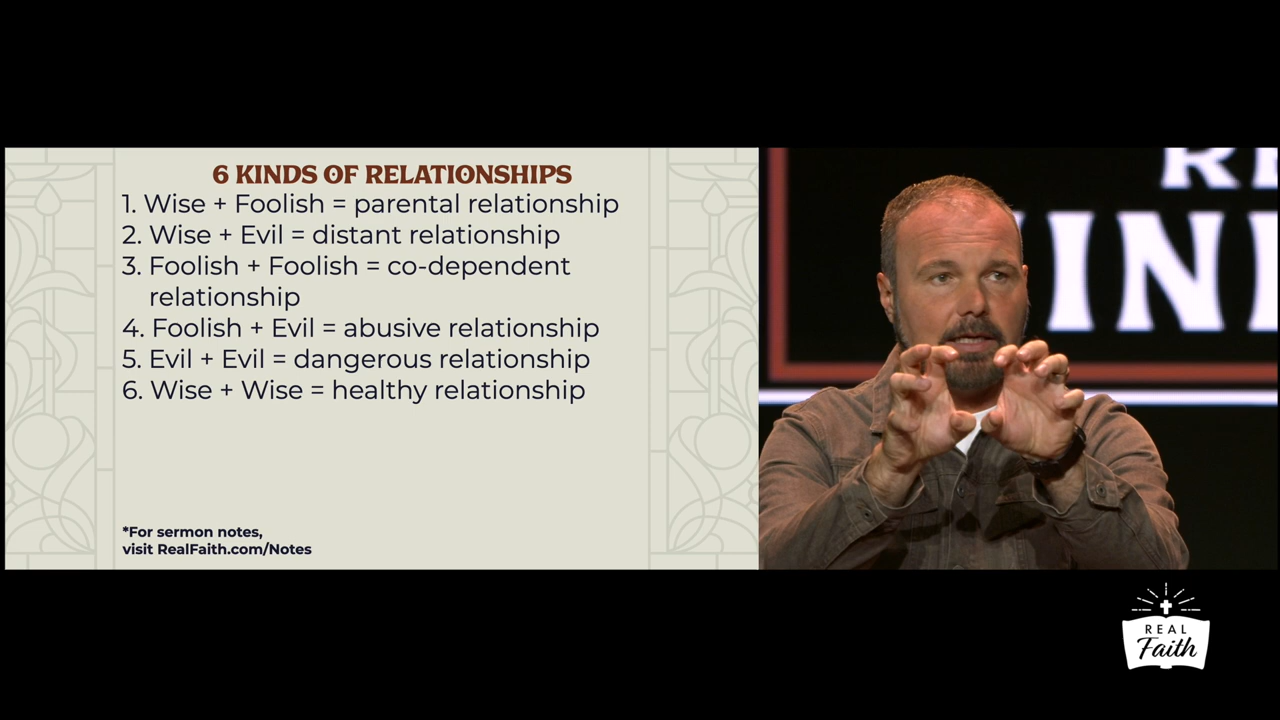 6 KINDS OF RELATIONSHIPS
1. Wise + Foolish = parental relationship
2. Wise + Evil = distant relationship
3. Foolish + Foolish = co-dependent
relationship
4. Foolish + Evil = abusive relationship
5. Evil + Evil = dangerous relationship
6. Wise + Wise = healthy relationship
*For sermon notes,
visit RealFaith.com/Notes
REAL
Faith